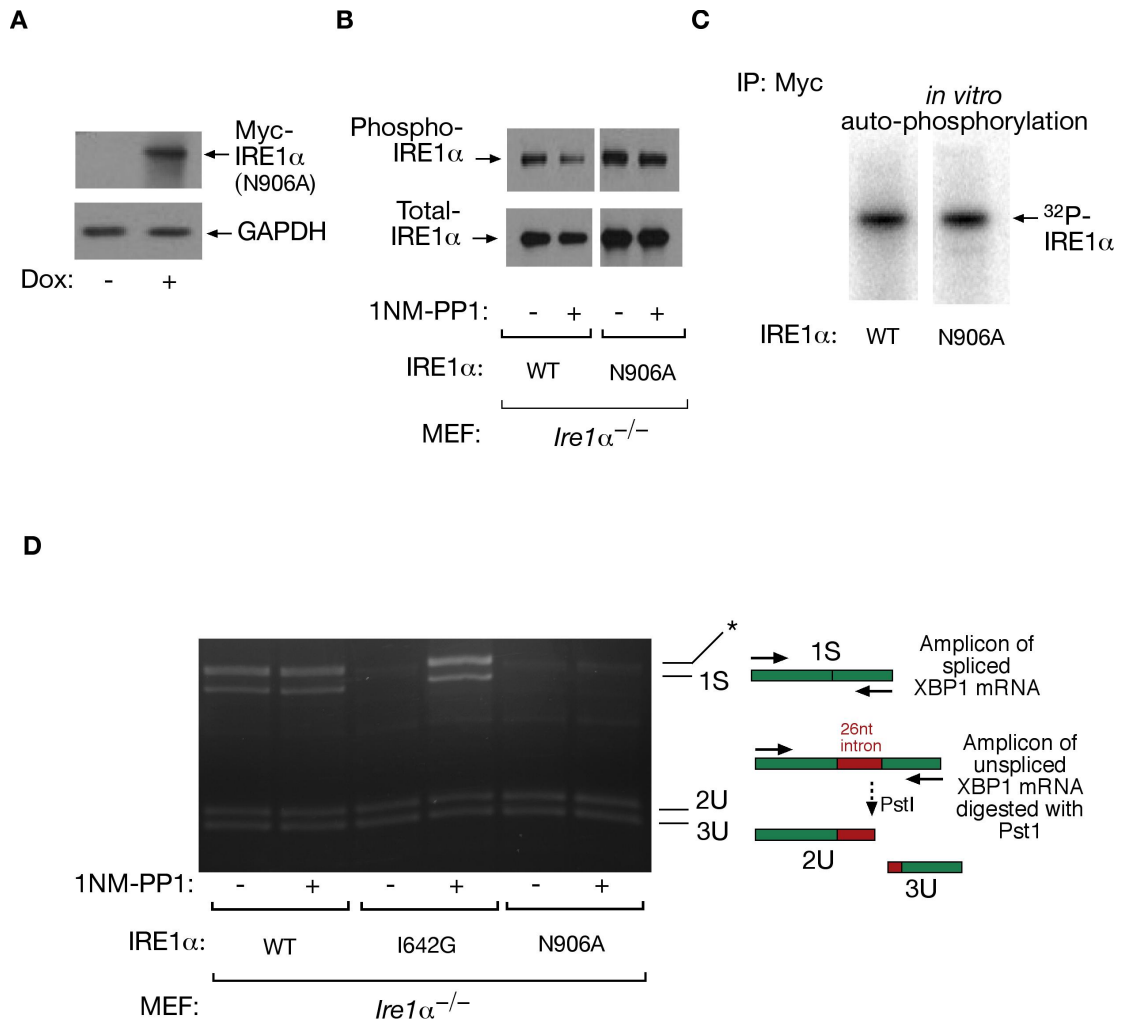 A
Myc-
IRE1α
(N906A)
GAPDH
Dox: - +
B
Phospho-
IRE1α
Total-
IRE1α
1NM-PP1: - + - +
IRE1α: WT N906A
MEF: Ire1α−/−
C
IP: Myc
in vitro
auto-phosphorylation
32P-
IRE1α
IRE1α: WT N906A
D
*
1S
2U
3U
1NM-PP1: - + - + - +
IRE1α: WT I642G N906A
MEF: Ire1α−/−
1S
Amplicon of
spliced
XBP1 mRNA
26nt
intron
Amplicon of
unspliced
XBP1 mRNA
digested with
Pst1
PstI
2U
3U